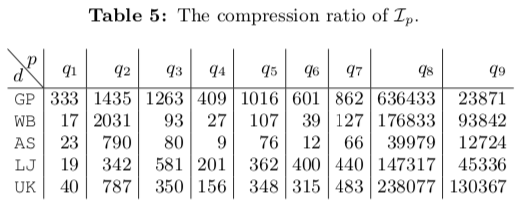 Table 5: The compression ratio of ℐp.
d p q1 q2 q3 q4 q5 q6 q7 q8 q9
GP 333 1435 1263 409 1016 601 862 636433 23871
WB 17 2031 93 27 107 39 127 176833 93842
AS 23 790 80 9 76 12 66 39979 12724
LJ 19 342 581 201 362 400 440 147317 45336
UK 40 787 350 156 348 315 483 238077 130367